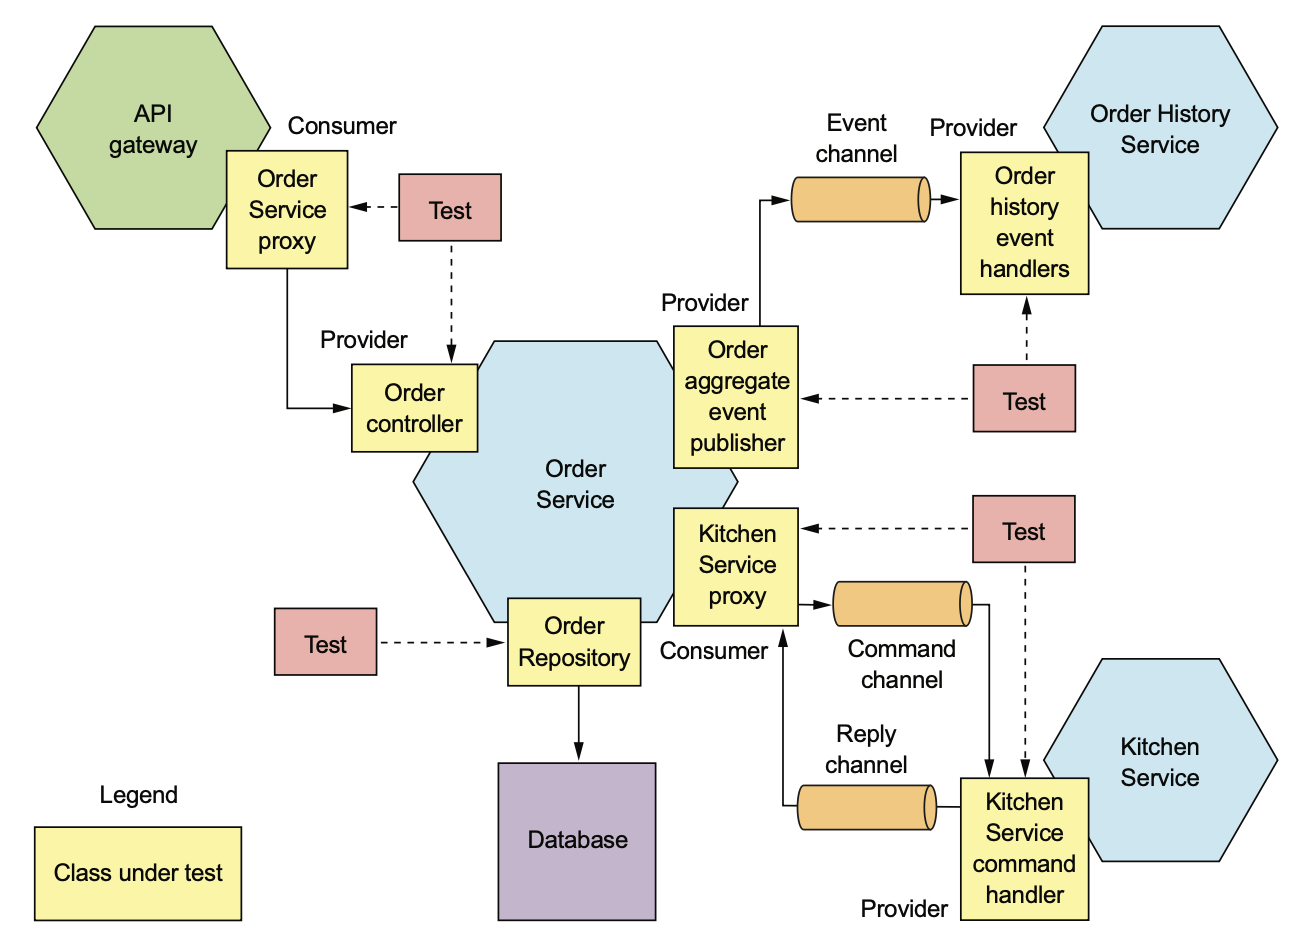 API
gateway
Consumer
Order
Service
proxy
Test
Provider
Order
controller
Event
channel
Provider
Order History
Service
Order
history
event
handlers
Provider
Order
aggregate
event
publisher
Test
Order
Service
Kitchen
Service
proxy
Test
Consumer
Command
channel
Test
Order
Repository
Reply
channel
Kitchen
Service
Kitchen
Service
command
handler
Provider
Database
Legend
Class under test